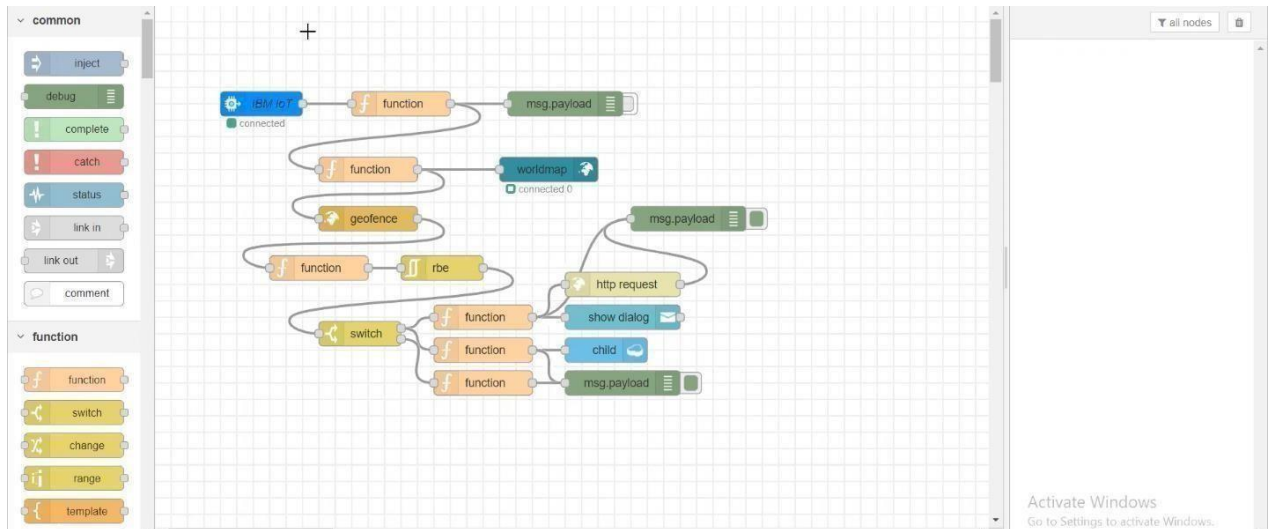 common
inject
debug
complete
catch
status
link in
link out
comment
function
function
switch
change
range
template
IBM IoT
connected
function
msg.payload
function
worldmap
connected 0
geofence
msg.payload
function
rbe
http request
switch
function
show dialog
function
child
function
msg.payload
all nodes
Activate Windows
Go to Settings to activate Windows.